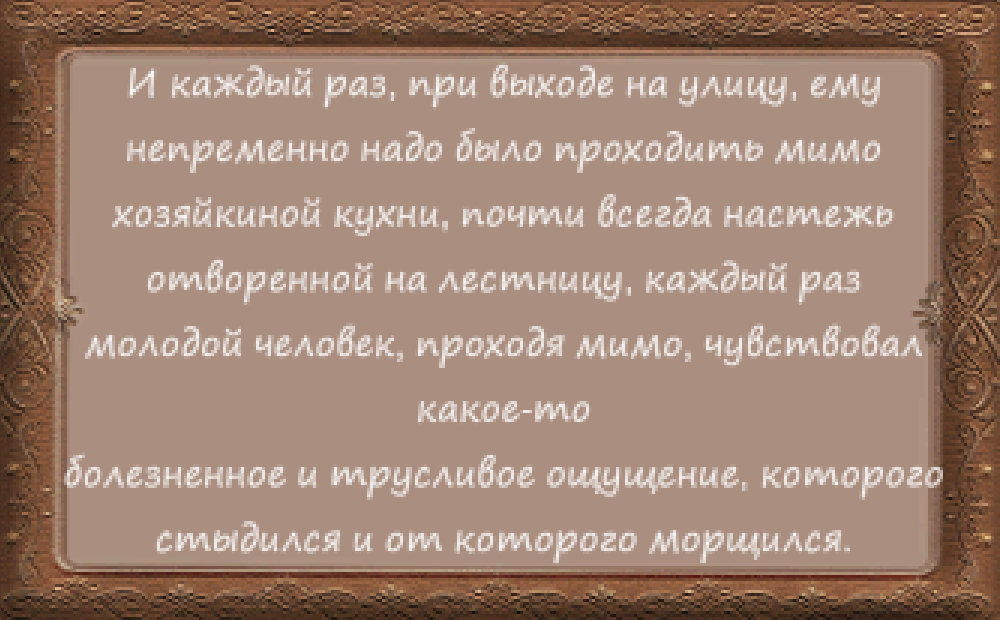 И каждый раз, при выходе на улицу, ему
непременно надо было проходить мимо
хозяйкиной кухни, почти всегда настежь
отворенной на лестницу, каждый раз
молодой человек, проходя мимо, чувствовал
какое-то
болезненное и трусливое ощущение, которого
стыдился и от которого морщился.